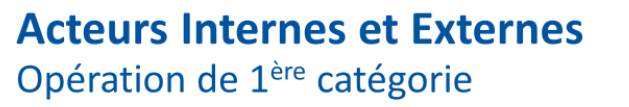 Acteurs Internes et Externes
Opération de 1ère catégorie